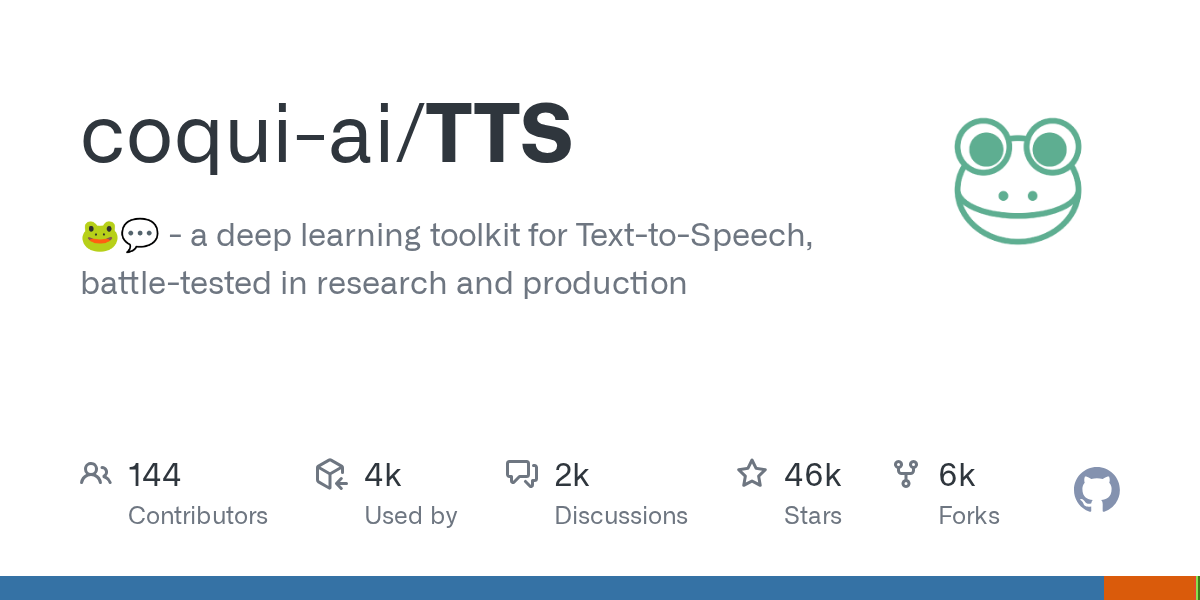 coqui-ai/TTS
🐸💬 - a deep learning toolkit for Text-to-Speech,
battle-tested in research and production
144 4k 2k 46k 6k
Contributors Used by Discussions Stars Forks